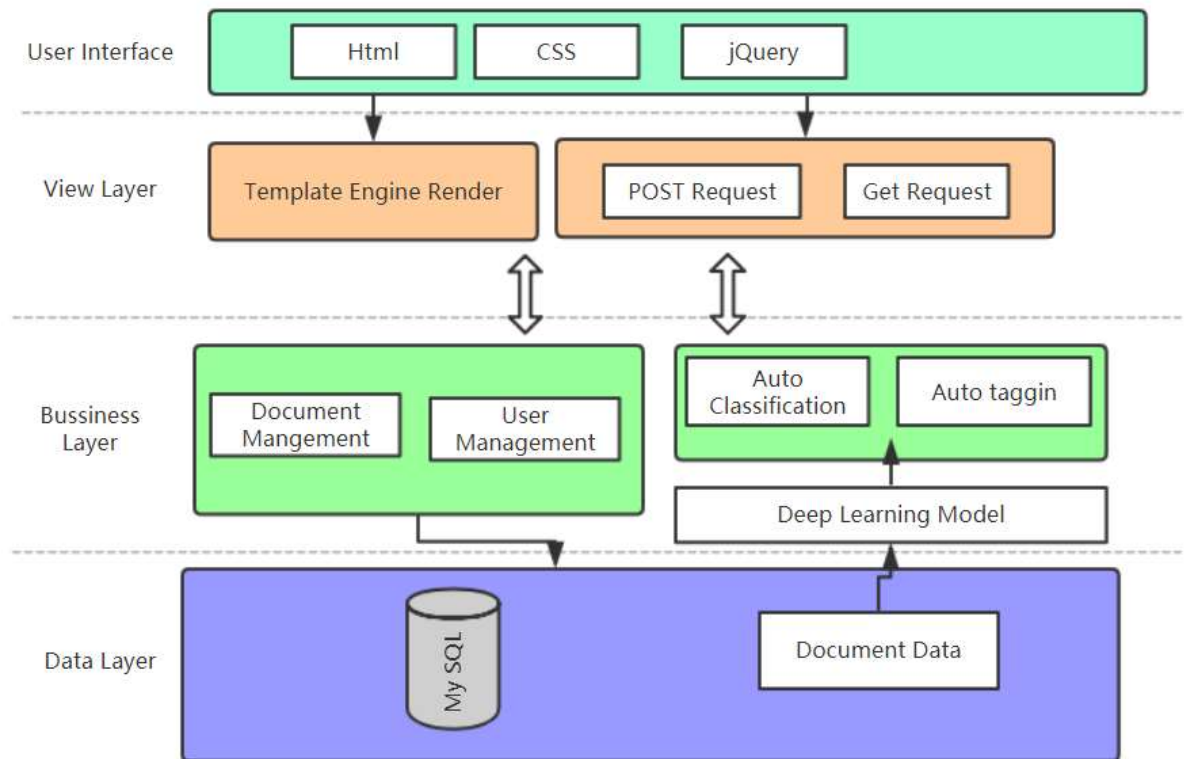 User Interface
Html
CSS
jQuery
View Layer
Template Engine Render
POST Request
Get Request
Bussiness
Layer
Document
Mangement
User
Management
Auto
Classification
Auto taggin
Deep Learning Model
Data Layer
My SQL
Document Data